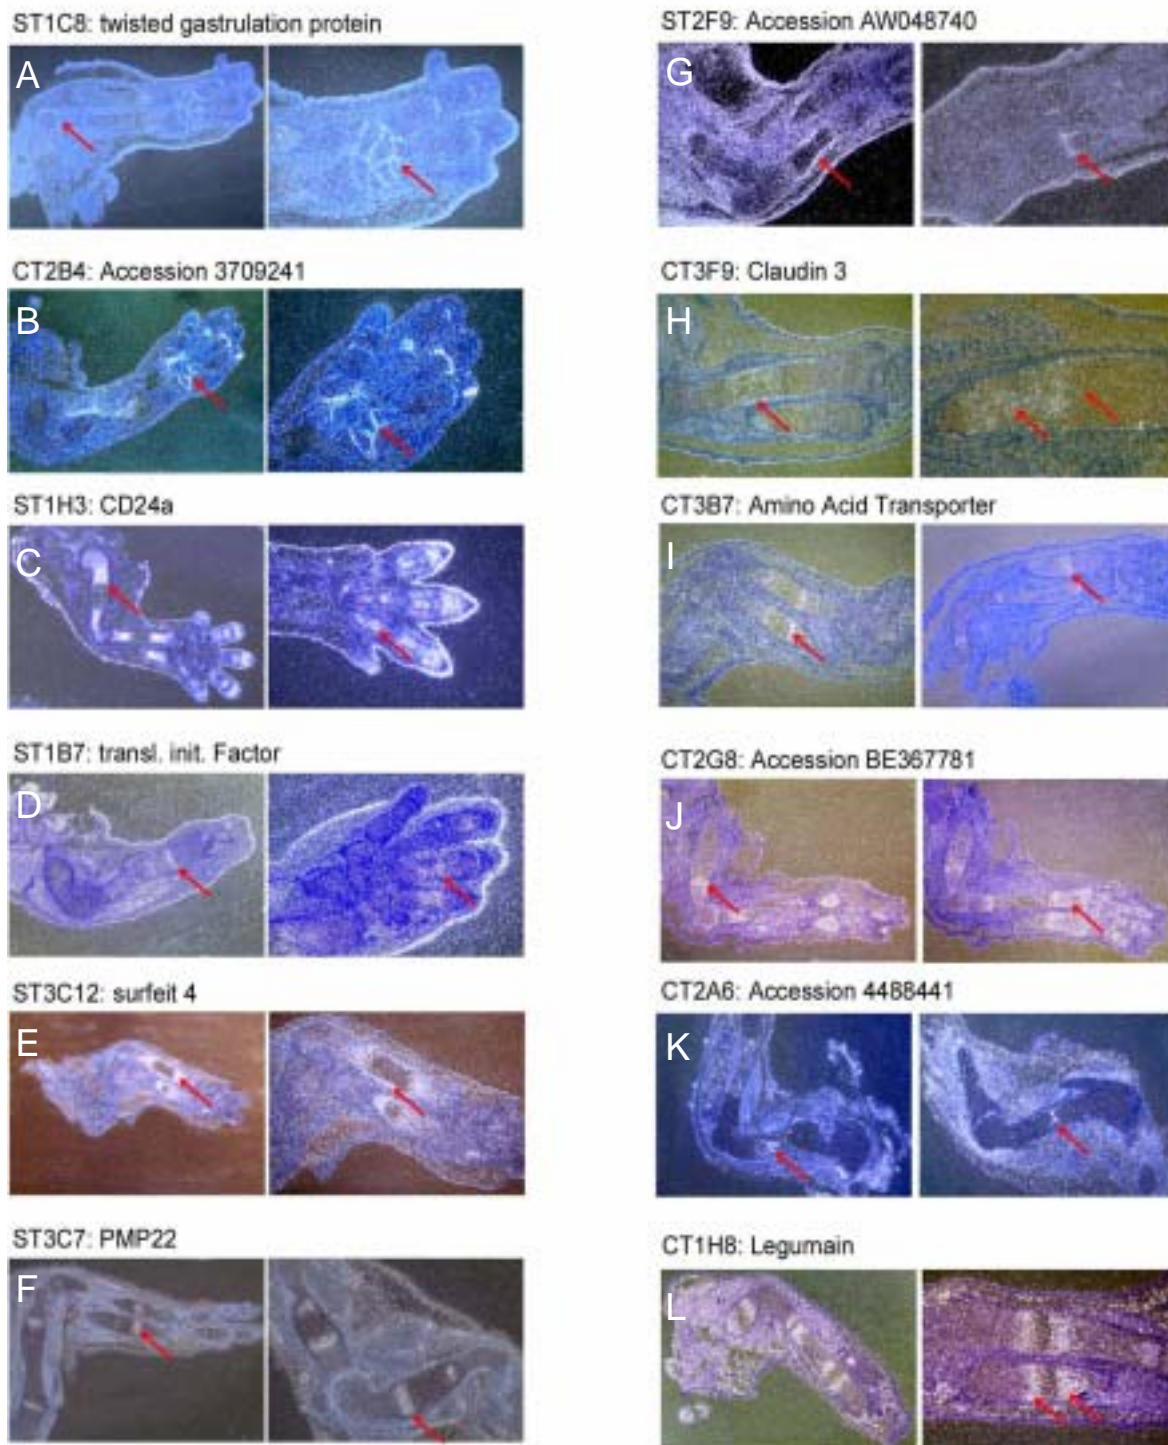 ST1C8: twisted gastrulation protein
A
CT2B4: Accession 3709241
B
ST1H3: CD24a
C
ST1B7: transl. init. Factor
D
ST3C12: surfeit 4
E
ST3C7: PMP22
F
ST2F9: Accession AW048740
G
CT3F9: Claudin 3
H
CT3B7: Amino Acid Transporter
I
CT2G8: Accession BE367781
J
CT2A6: Accession 4488441
K
CT1H8: Legumain
L